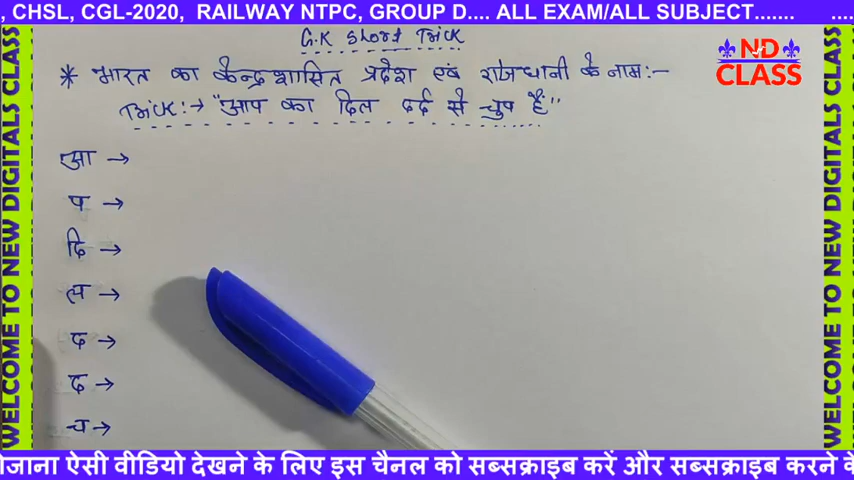 , CHSL, CGL-2020, RAILWAY NTPC, GROUP D.... ALL EXAM/ALL SUBJECT....... ....
G.K Short Trick
* भारत का केन्द्रशासित प्रदेश एवं राजधानी के नाम:-
Trick:→ "आप का दिल दर्द से चुप है"
आ →
प →
दि →
ल →
द →
द →
च →
ND
CLASS
WELCOME TO NEW DIGITALS CLASS
WELCOME TO NEW DIGITALS CLASS
ोजाना ऐसी वीडियो देखने के लिए इस चैनल को सब्सक्राइब करें और सब्सक्राइब करने के